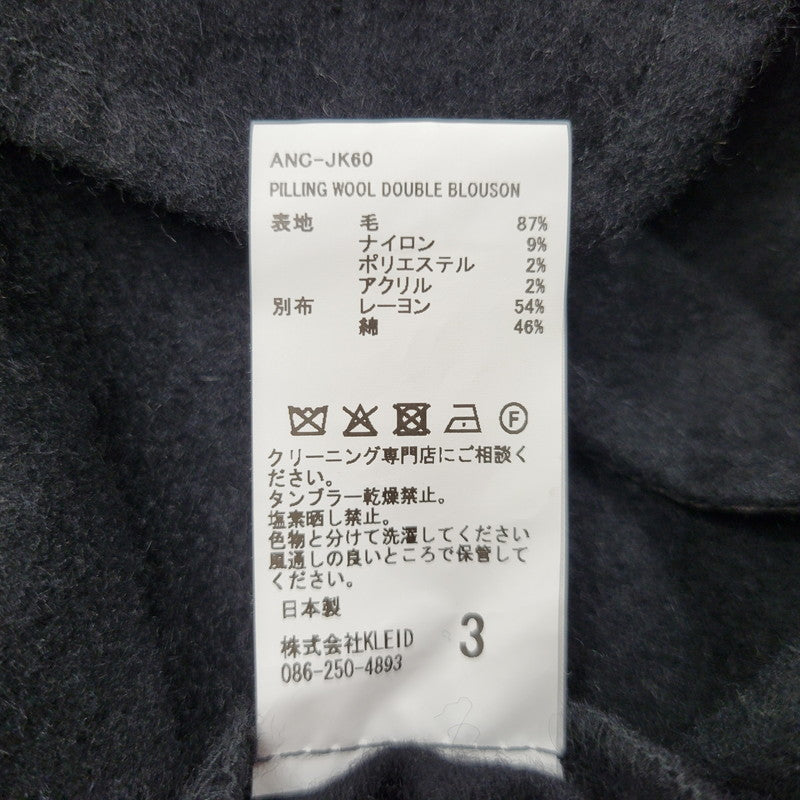 ANC-JK60
PILLING WOOL DOUBLE BLOUSON
表地 毛 87%
ナイロン 9%
ポリエステル 2%
アクリル 2%
別布 レーヨン 54%
綿 46%
F
クリーニング専門店にご相談く
ださい。
タンブラー乾燥禁止。
塩素晒し禁止。
色物と分けて洗濯してください
風通しの良いところで保管して
ください。
日本製
株式会社KLEID 3
086-250-4893